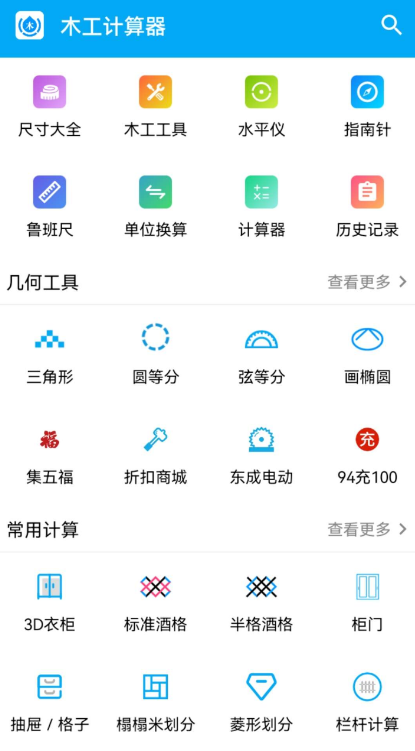 木工计算器
尺寸大全 木工工具 水平仪 指南针
鲁班尺 单位换算 计算器 历史记录
几何工具 查看更多
三角形 圆等分 弦等分 画椭圆
福 充
集五福 折扣商城 东成电动 94充100
常用计算 查看更多
3D衣柜 标准酒格 半格酒格 柜门
抽屉 / 格子 榻榻米划分 菱形划分 栏杆计算